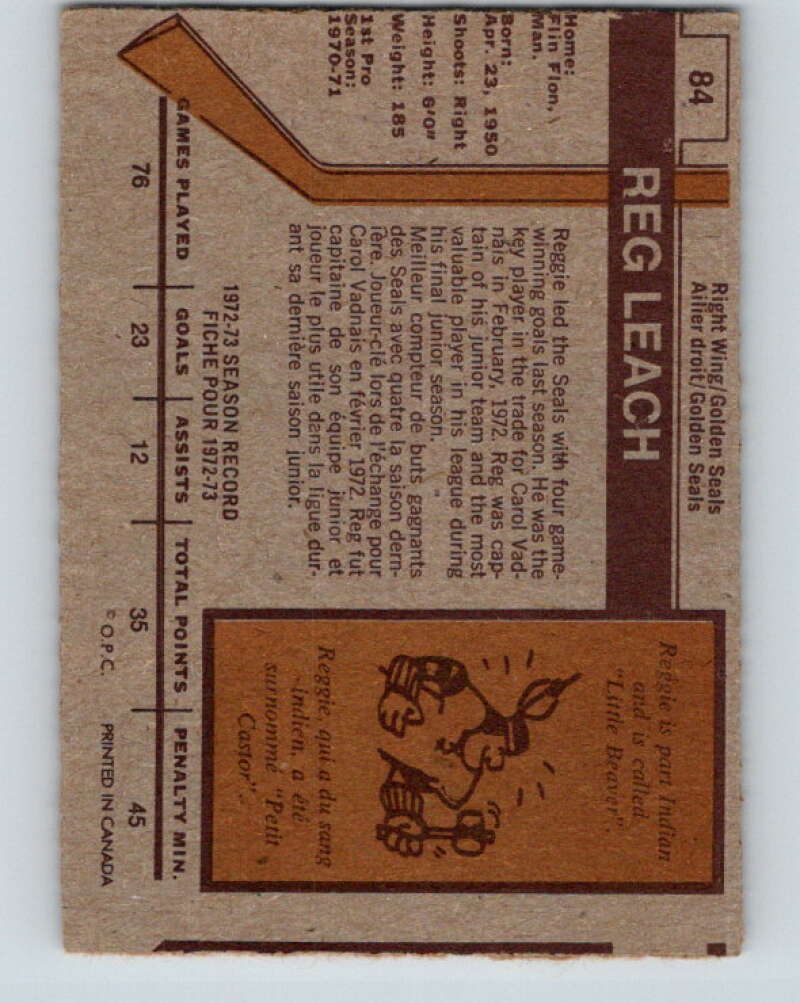 84
Right Wing/Golden Seals
Ailier droit/Golden Seals
REG LEACH
Home:
Flin Flon,
Man.
Born:
Apr. 23, 1950
Shoots: Right
Height: 6'0"
Weight: 185
1st Pro
Season:
1970-71
Reggie led the Seals with four game-
winning goals last season. He was the
key player in the trade for Carol Vad-
nais in February, 1972. Reg was cap-
tain of his junior team and the most
valuable player in his league during
his final junior season.
Meilleur compteur de buts gagnants
des Seals avec quatre la saison dern-
ière. Joueur-clé lors de l'échange pour
Carol Vadnais en février 1972. Reg fut
capitaine de son équipe junior et
joueur le plus utile dans la ligue dur-
ant sa dernière saison junior.
Reggie is part Indian
and is called
"Little Beaver".
Reggie, qui a du sang
indien, a été
surnommé "Petit
Castor".
1972-73 SEASON RECORD
FICHE POUR 1972-73
GAMES PLAYED GOALS ASSISTS TOTAL POINTS PENALTY MIN.
76 23 12 35 45
© O.P.C. PRINTED IN CANADA